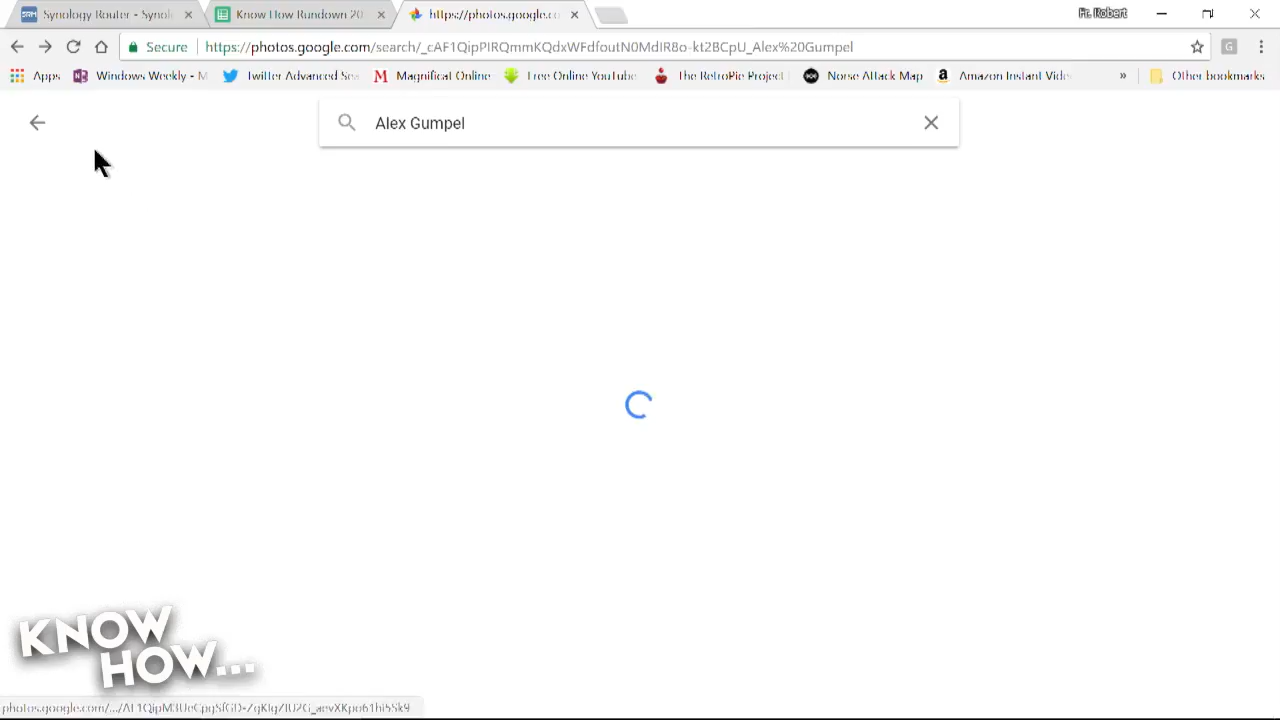 Synology Router - Synol
Know How Rundown 20
https://photos.google.co
Fr. Robert
Secure
https://photos.google.com/search/_cAF1QipPIRQmmKQdxWFdfoutN0MdIR8o-kt2BCpU_Alex%20Gumpel
G
Apps
Windows Weekly - M
Twitter Advanced Sea
Magnificat Online
Free Online YouTube
The RetroPie Project
Norse Attack Map
Amazon Instant Vide
»
Other bookmarks
Alex Gumpel
KNOW
HOW...